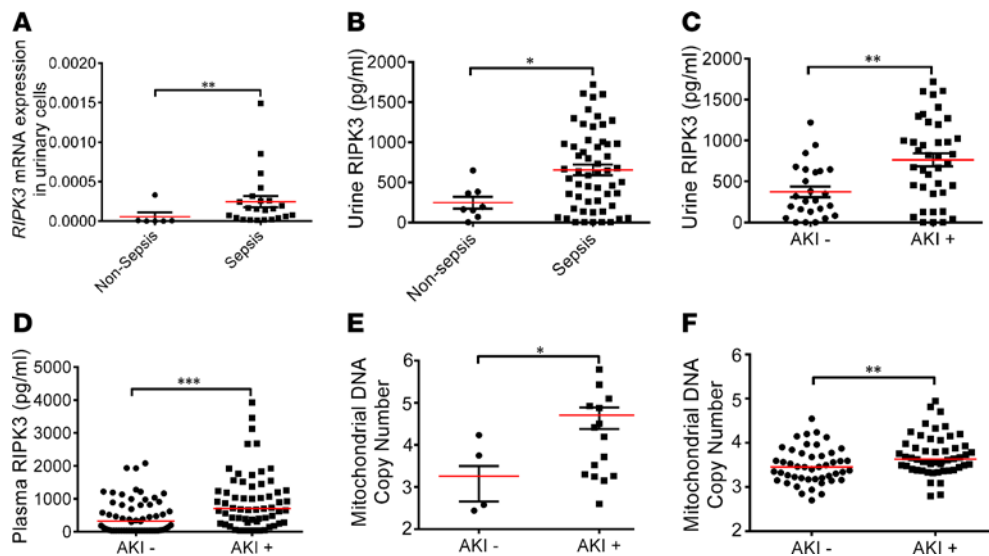 A
RIPK3 mRNA expression
in urinary cells
0.0020
0.0015
0.0010
0.0005
0.0000
**
Non-Sepsis
Sepsis
B
Urine RIPK3 (pg/ml)
2000
1500
1000
500
0
*
Non-sepsis
Sepsis
C
Urine RIPK3 (pg/ml)
2000
1500
1000
500
0
**
AKI -
AKI +
D
Plasma RIPK3 (pg/ml)
5000
4000
3000
2000
1000
0
***
AKI -
AKI +
E
Mitochondrial DNA
Copy Number
6
5
4
3
2
*
AKI -
AKI +
F
Mitochondrial DNA
Copy Number
6
5
4
3
2
**
AKI -
AKI +